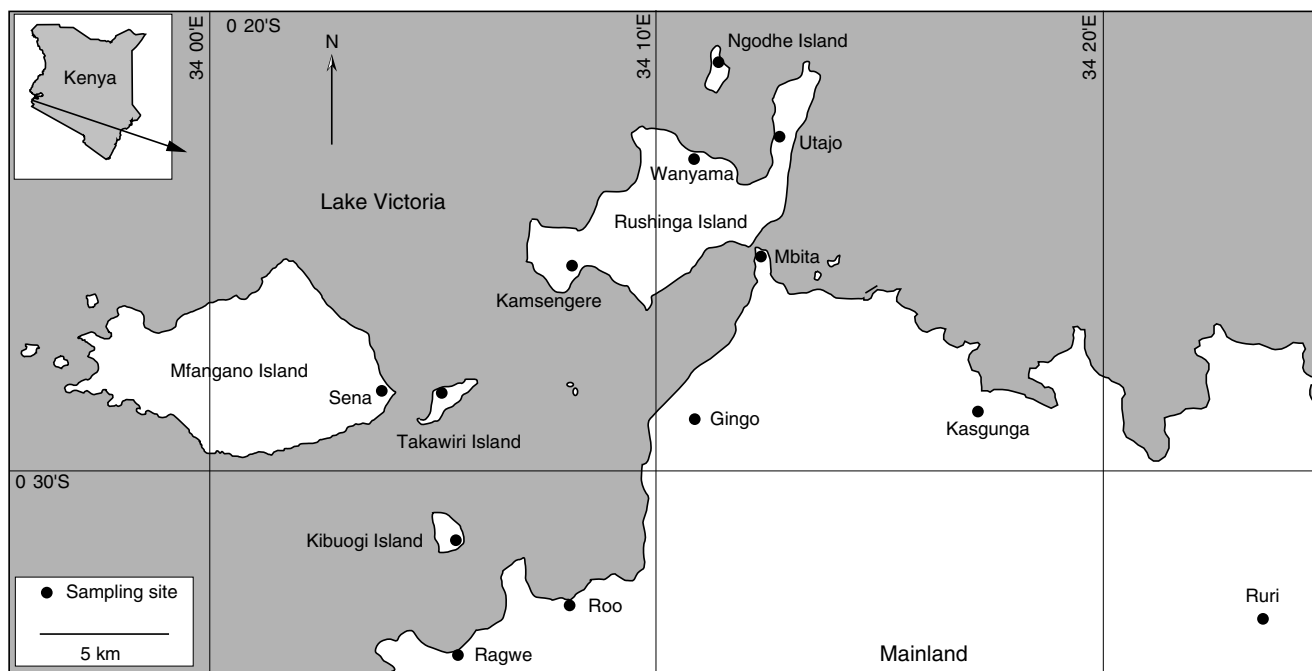 Kenya
34 00'E
0 20'S
N
34 10'E
34 20'E
Ngodhe Island
Utajo
Wanyama
Lake Victoria
Rushinga Island
Mbita
Kamsengere
Mfangano Island
Sena
Takawiri Island
Gingo
Kasgunga
0 30'S
Kibuogi Island
Sampling site
5 km
Roo
Ruri
Ragwe
Mainland